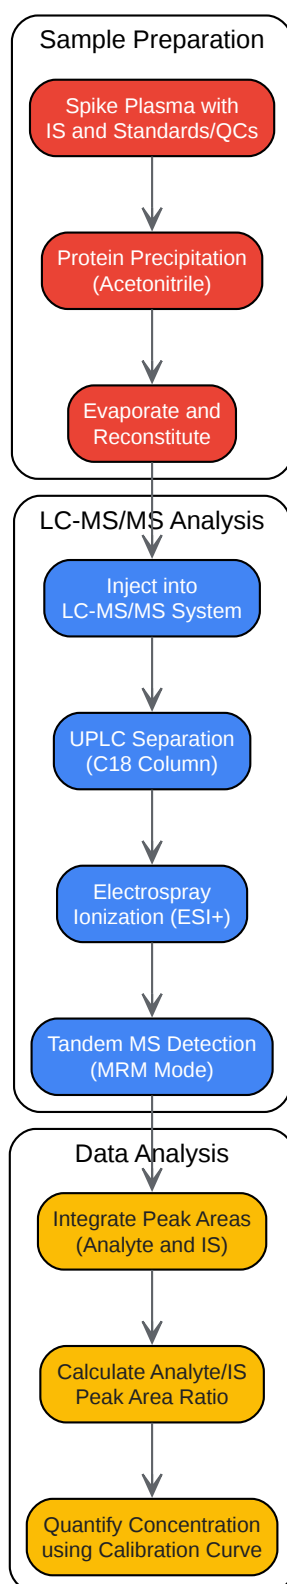 Sample Preparation
Spike Plasma with
IS and Standards/QCs
Protein Precipitation
(Acetonitrile)
Evaporate and
Reconstitute
LC-MS/MS Analysis
Inject into
LC-MS/MS System
UPLC Separation
(C18 Column)
Electrospray
Ionization (ESI+)
Tandem MS Detection
(MRM Mode)
Data Analysis
Integrate Peak Areas
(Analyte and IS)
Calculate Analyte/IS
Peak Area Ratio
Quantify Concentration
using Calibration Curve